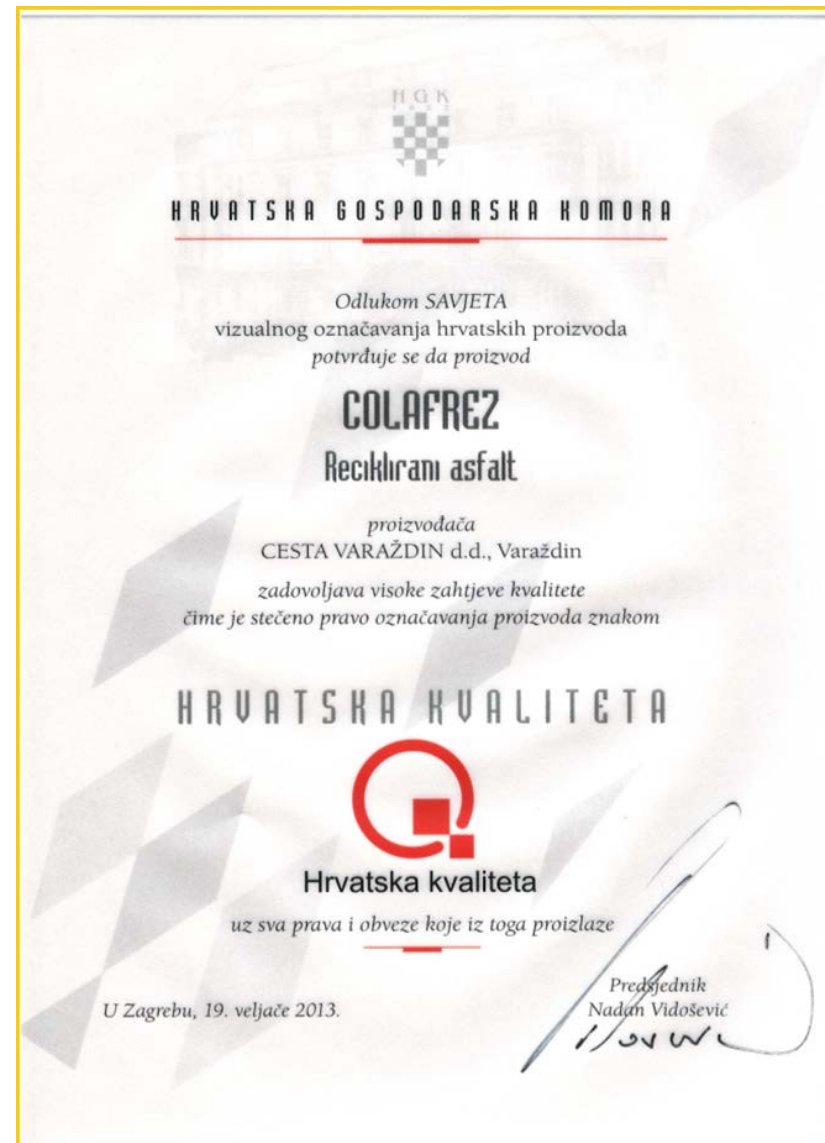 HGK
1852
HRVATSKA GOSPODARSKA KOMORA
Odlukom SAVJETA
vizualnog označavanja hrvatskih proizvoda
potvrđuje se da proizvod
COLAFREZ
Reciklirani asfalt
proizvođača
CESTA VARAŽDIN d.d., Varaždin
zadovoljava visoke zahtjeve kvalitete
čime je stečeno pravo označavanja proizvoda znakom
HRVATSKA KVALITETA
Hrvatska kvaliteta
uz sva prava i obveze koje iz toga proizlaze
Predsjednik
U Zagrebu, 19. veljače 2013.
Nadan Vidošević